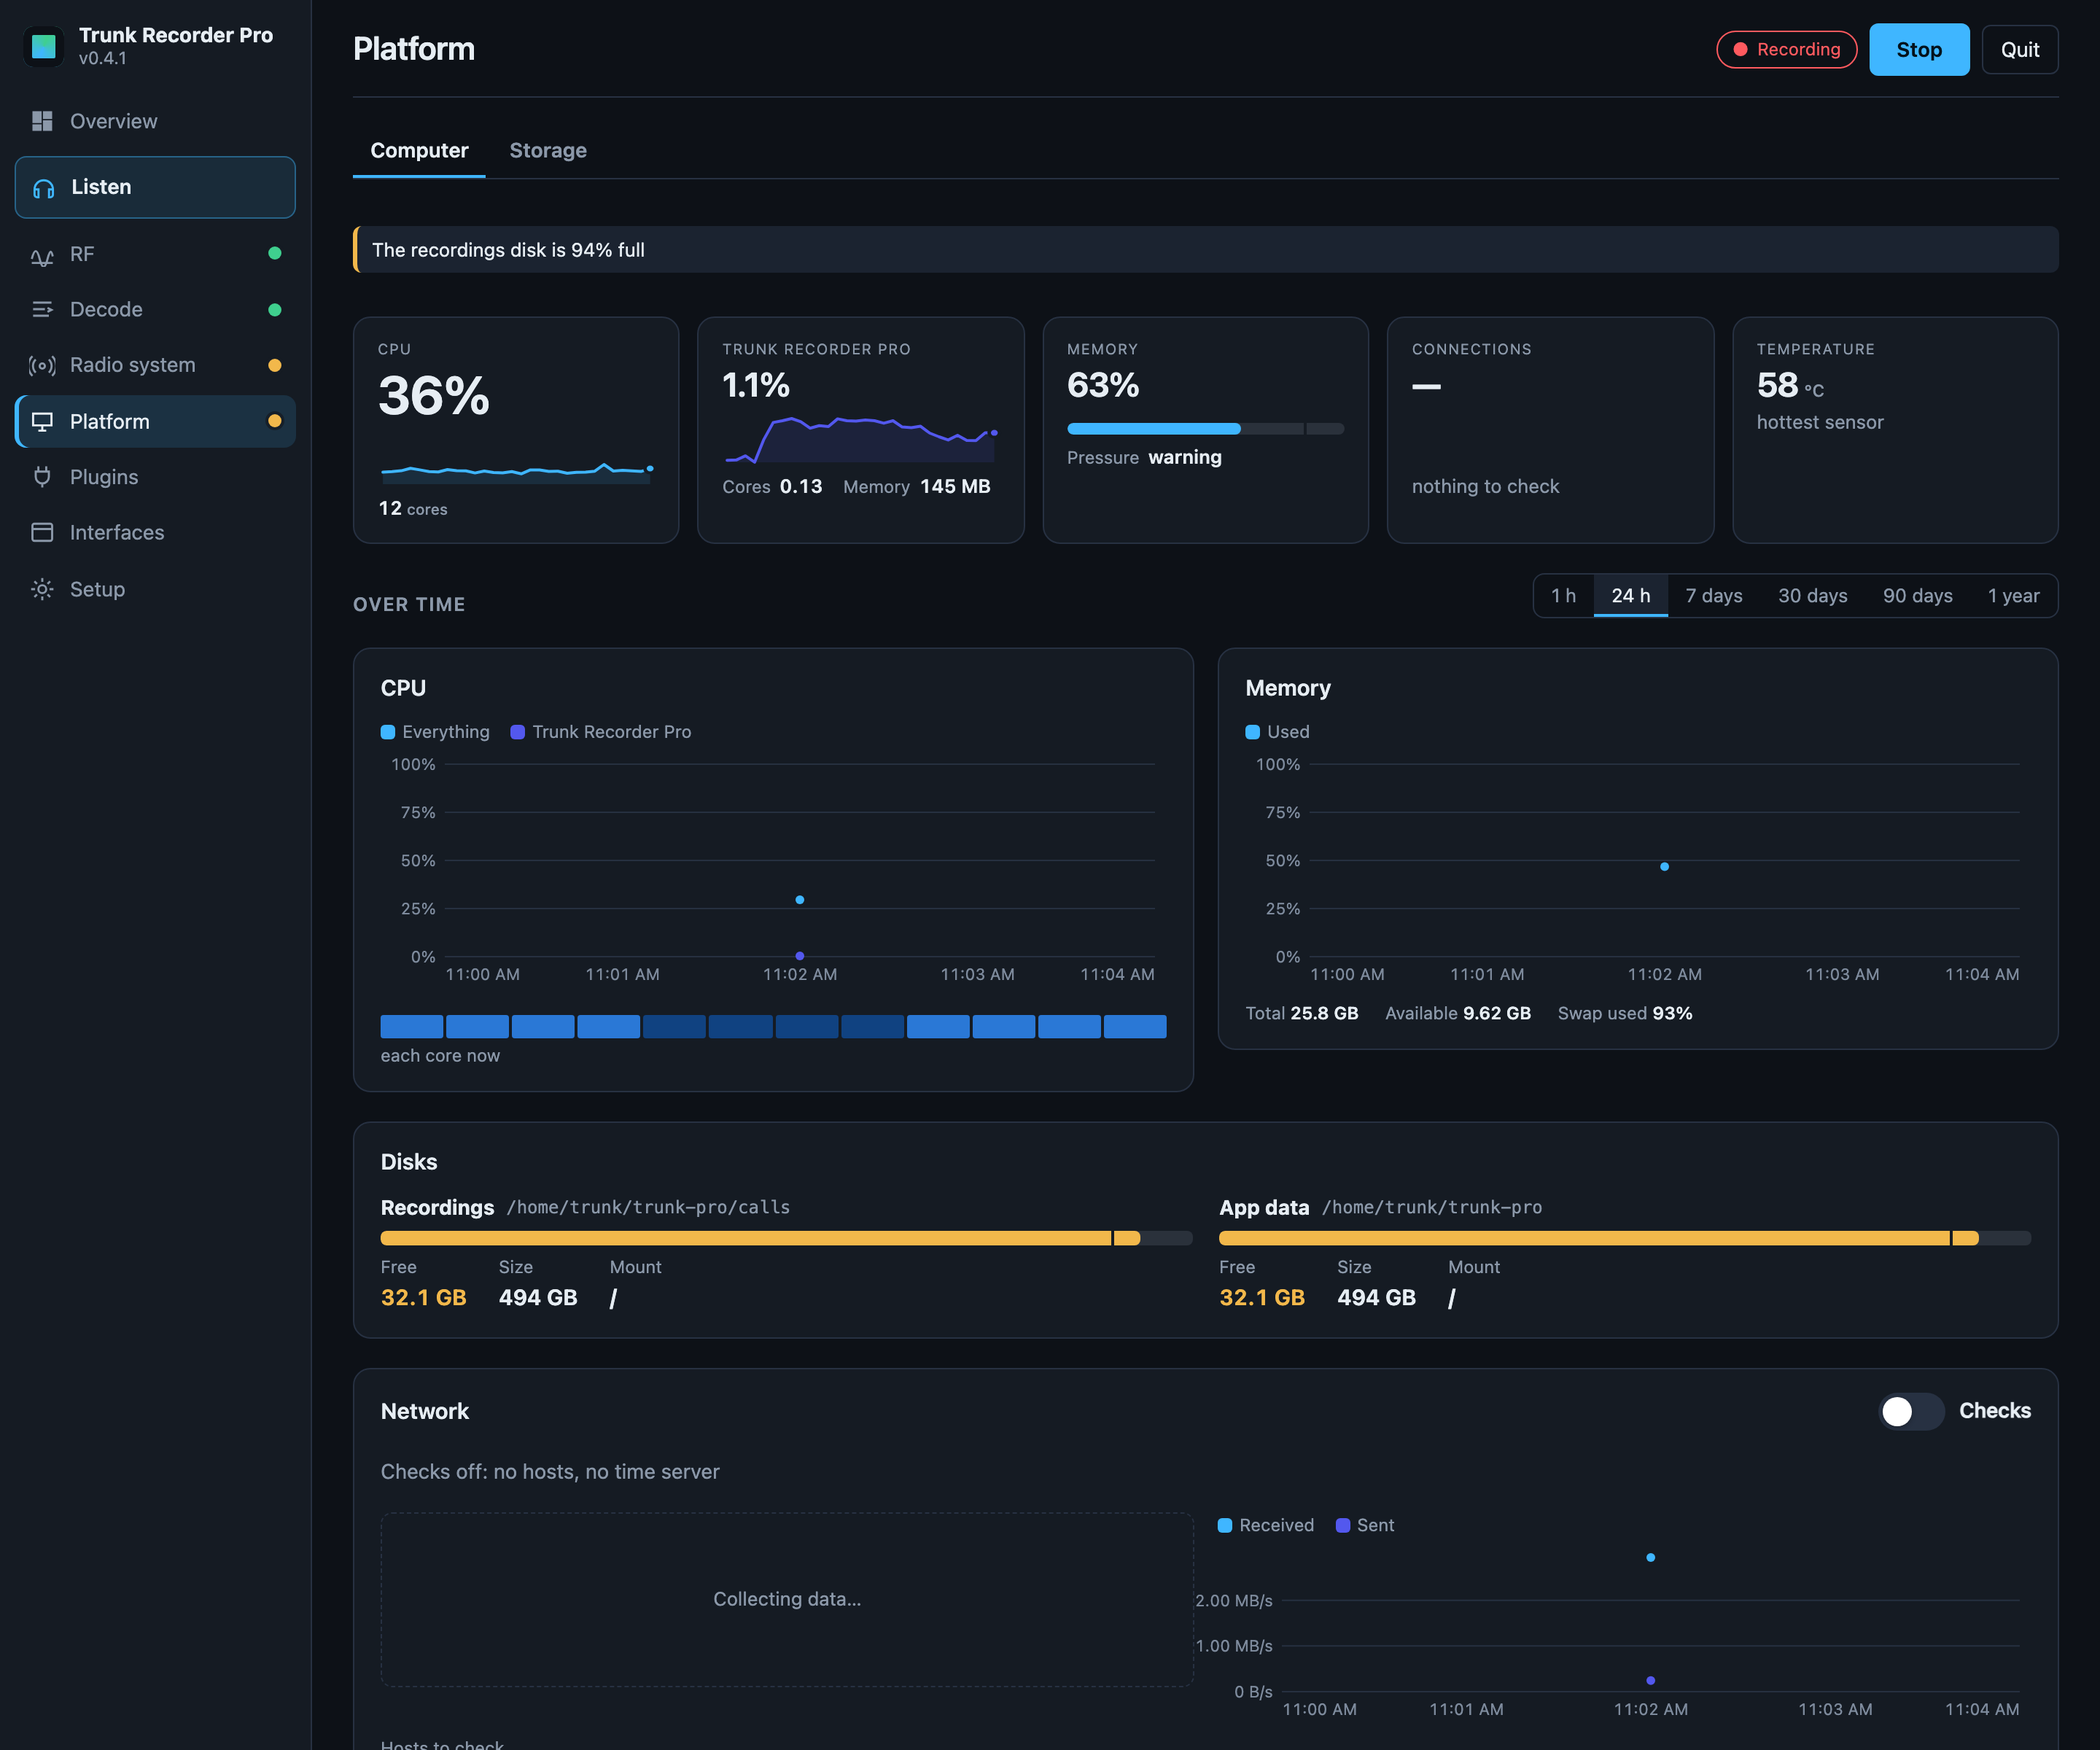 Trunk Recorder Pro
v0.4.1
Overview
Listen
RF
Decode
Radio system
Platform
Plugins
Interfaces
Setup
Platform
Recording
Stop
Quit
Computer Storage
The recordings disk is 94% full
CPU
36%
12 cores
TRUNK RECORDER PRO
1.1%
Cores 0.13 Memory 145 MB
MEMORY
63%
Pressure warning
CONNECTIONS
—
nothing to check
TEMPERATURE
58 °C
hottest sensor
OVER TIME
1 h 24 h 7 days 30 days 90 days 1 year
CPU
Everything Trunk Recorder Pro
100%
75%
50%
25%
0%
11:00 AM 11:01 AM 11:02 AM 11:03 AM 11:04 AM
each core now
Memory
Used
100%
75%
50%
25%
0%
11:00 AM 11:01 AM 11:02 AM 11:03 AM 11:04 AM
Total 25.8 GB Available 9.62 GB Swap used 93%
Disks
Recordings /home/trunk/trunk-pro/calls
Free Size Mount
32.1 GB 494 GB /
App data /home/trunk/trunk-pro
Free Size Mount
32.1 GB 494 GB /
Network
Checks
Checks off: no hosts, no time server
Collecting data...
Received Sent
2.00 MB/s
1.00 MB/s
0 B/s
11:00 AM 11:01 AM 11:02 AM 11:03 AM 11:04 AM
Hosts to check